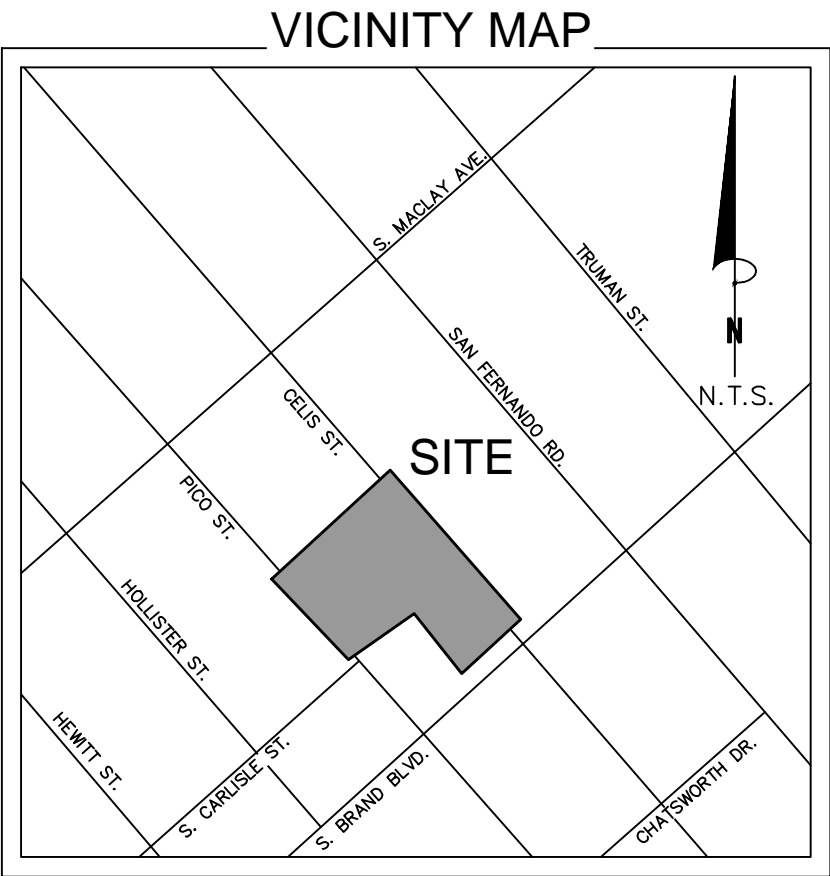 VICINITY MAP
S. MACLAY AVE.
TRUMAN ST.
N
N.T.S.
SAN FERNANDO RD.
CELIS ST.
SITE
PICO ST.
HOLLISTER ST.
HEWITT ST.
S. CARLISLE ST.
S. BRAND BLVD.
CHATSWORTH DR.